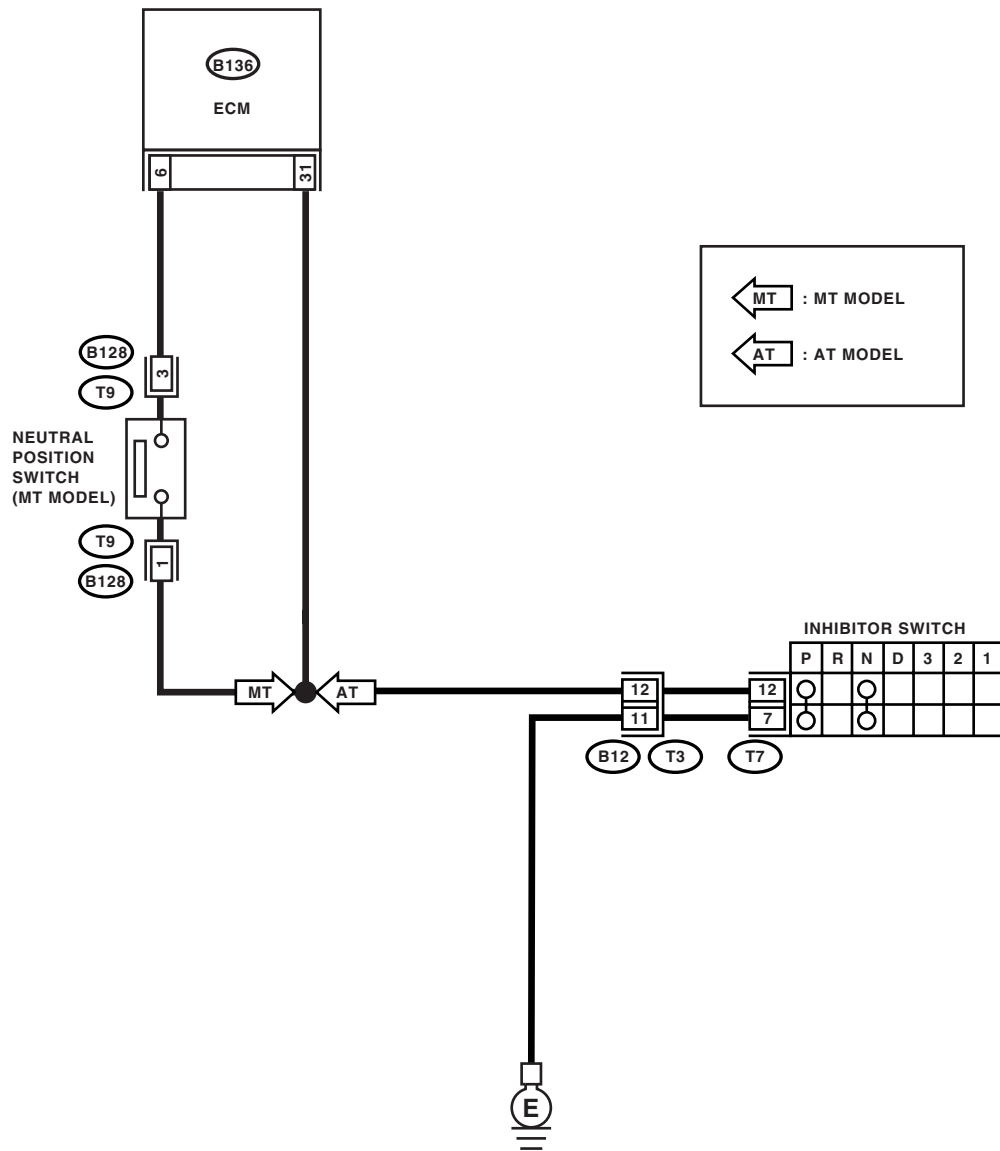 B136
ECM
6
31
MT : MT MODEL
AT : AT MODEL
B128
3
T9
NEUTRAL
POSITION
SWITCH
(MT MODEL)
T9
1
B128
INHIBITOR SWITCH
P R N D 3 2 1
MT AT 12 12
11 7
B12 T3 T7
E